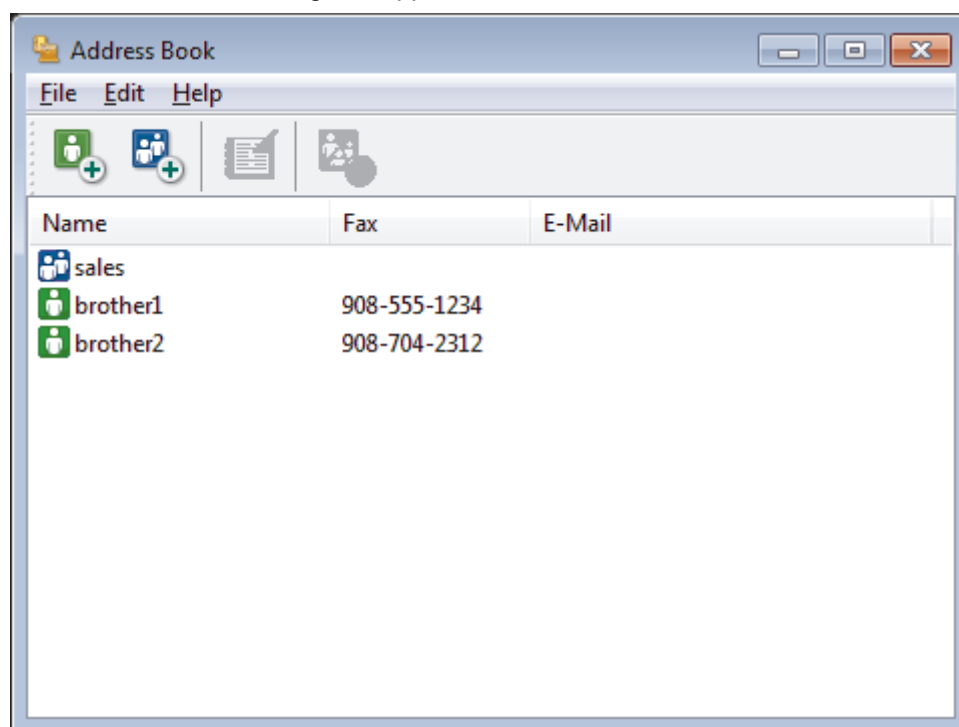 Address Book
File Edit Help
Name Fax E-Mail
sales
brother1 908-555-1234
brother2 908-704-2312